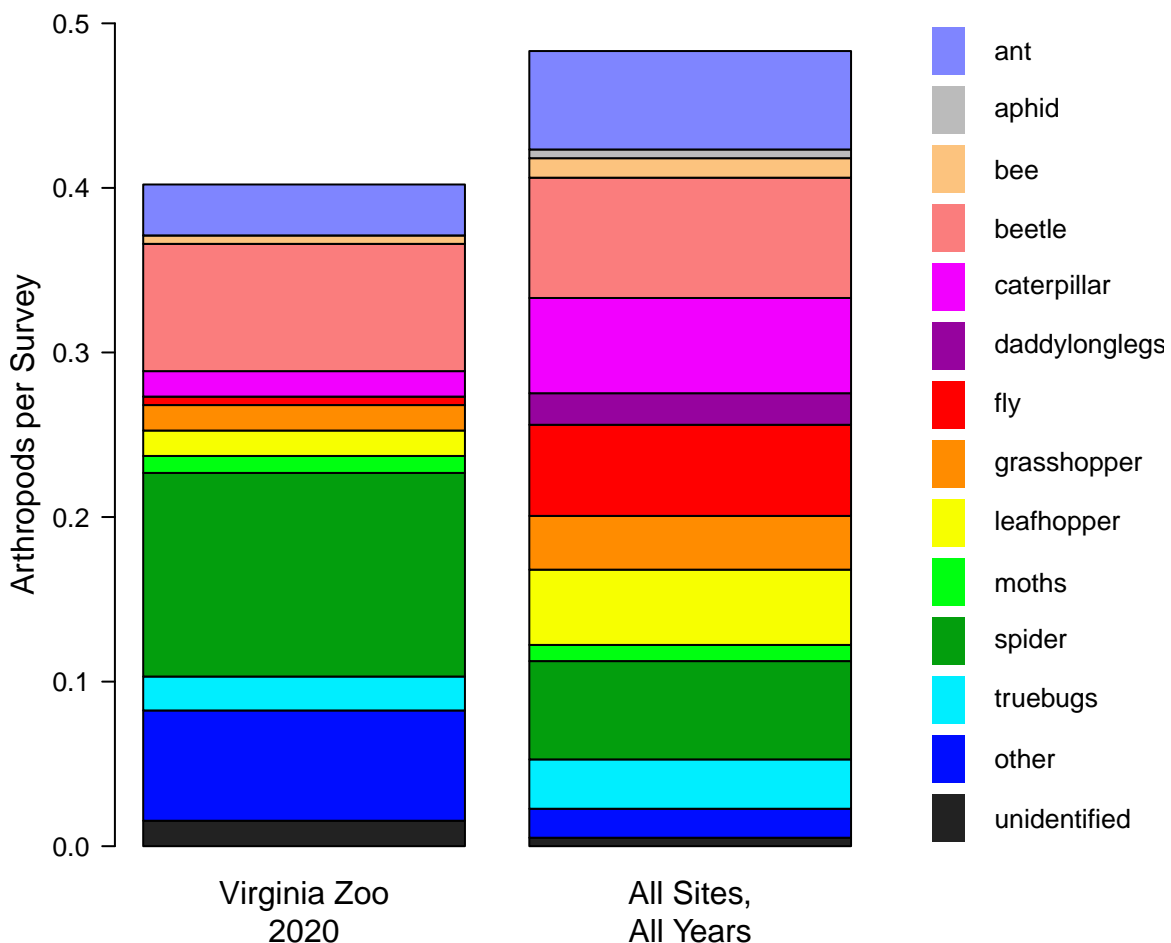 Arthropods per Survey
0.5
0.4
0.3
0.2
0.1
0.0
Virginia Zoo
2020
All Sites,
All Years
ant
aphid
bee
beetle
caterpillar
daddylonglegs
fly
grasshopper
leafhopper
moths
spider
truebugs
other
unidentified